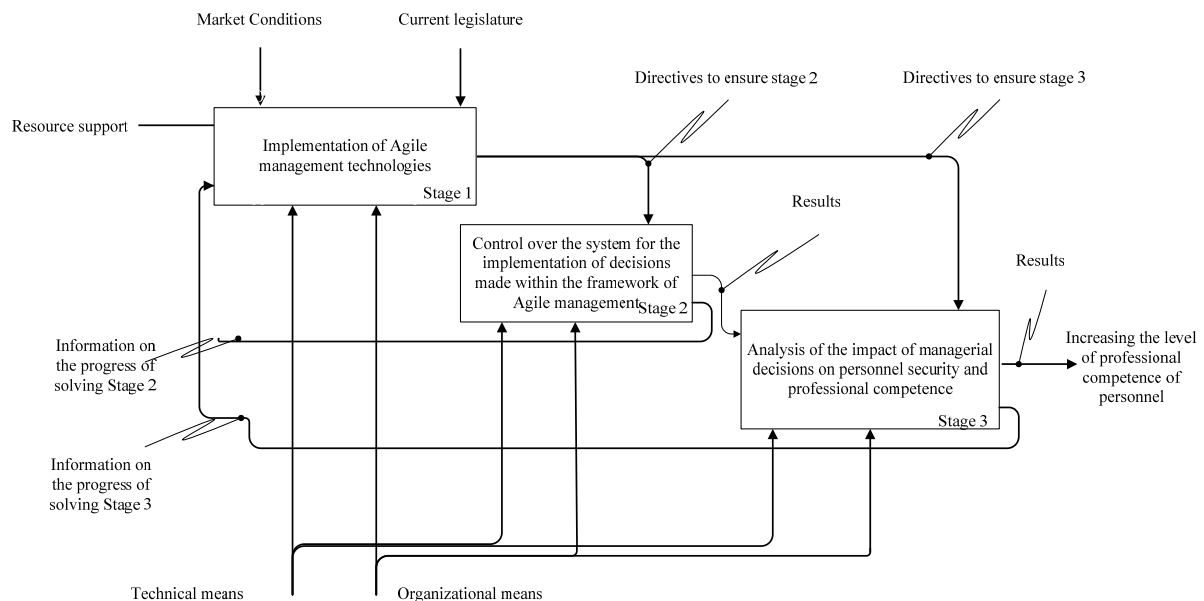 Market Conditions
Current legislature
Directives to ensure stage 2
Directives to ensure stage 3
Resource support
Implementation of Agile
management technologies
Stage 1
Results
Control over the system for the
implementation of decisions
made within the framework of
Agile management
Stage 2
Results
Information on
the progress of
solving Stage 2
Analysis of the impact of managerial
decisions on personnel security and
professional competence
Stage 3
Increasing the level
of professional
competence of
personnel
Information on
the progress of
solving Stage 3
Technical means
Organizational means